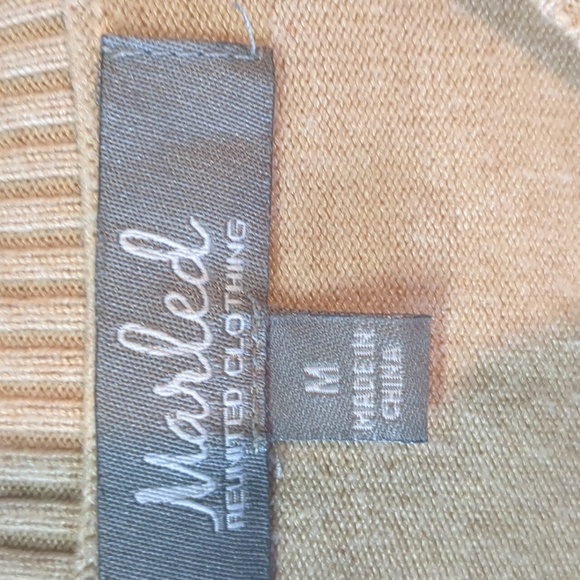 Marled
REUNITED CLOTHING
M
MADE IN
CHINA